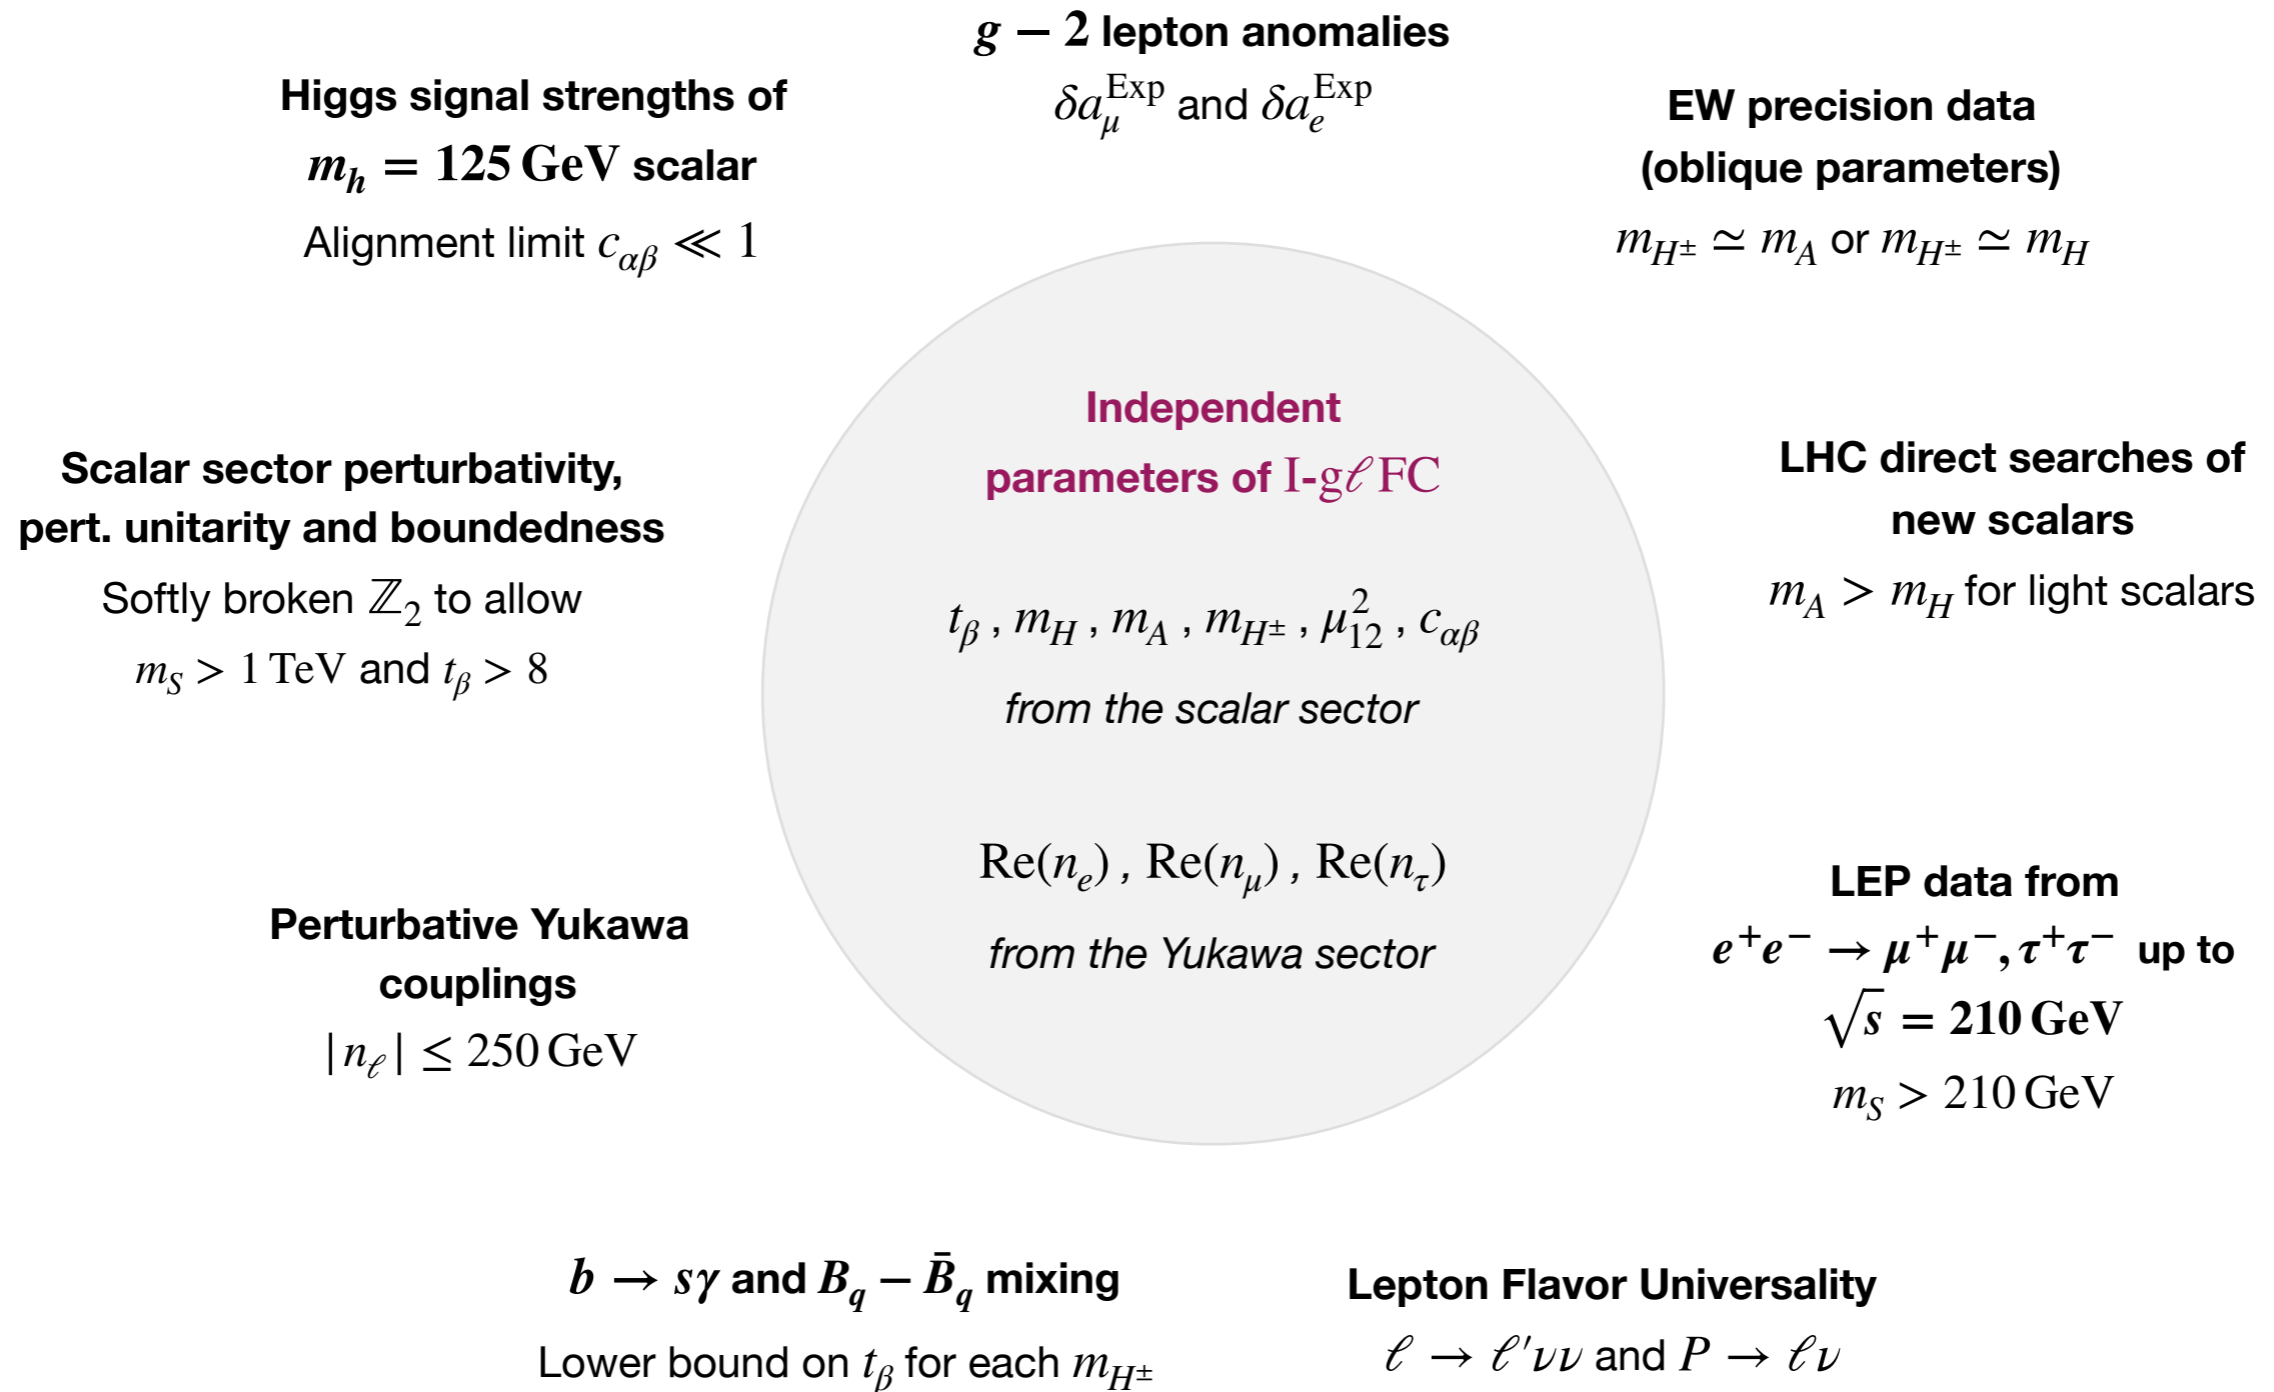 g − 2 lepton anomalies
δa_μ^Exp and δa_e^Exp
Higgs signal strengths of
m_h = 125 GeV scalar
Alignment limit c_αβ ≪ 1
EW precision data
(oblique parameters)
m_H± ≃ m_A or m_H± ≃ m_H
Scalar sector perturbativity,
pert. unitarity and boundedness
Softly broken ℤ₂ to allow
m_S > 1 TeV and t_β > 8
Independent
parameters of I-gℓFC
t_β , m_H , m_A , m_H± , μ²₁₂ , c_αβ
from the scalar sector
Re(n_e) , Re(n_μ) , Re(n_τ)
from the Yukawa sector
LHC direct searches of
new scalars
m_A > m_H for light scalars
Perturbative Yukawa
couplings
|n_ℓ| ≤ 250 GeV
LEP data from
e⁺e⁻ → μ⁺μ⁻, τ⁺τ⁻ up to
√s = 210 GeV
m_S > 210 GeV
b → sγ and B_q − B̄_q mixing
Lower bound on t_β for each m_H±
Lepton Flavor Universality
ℓ → ℓ′νν and P → ℓν